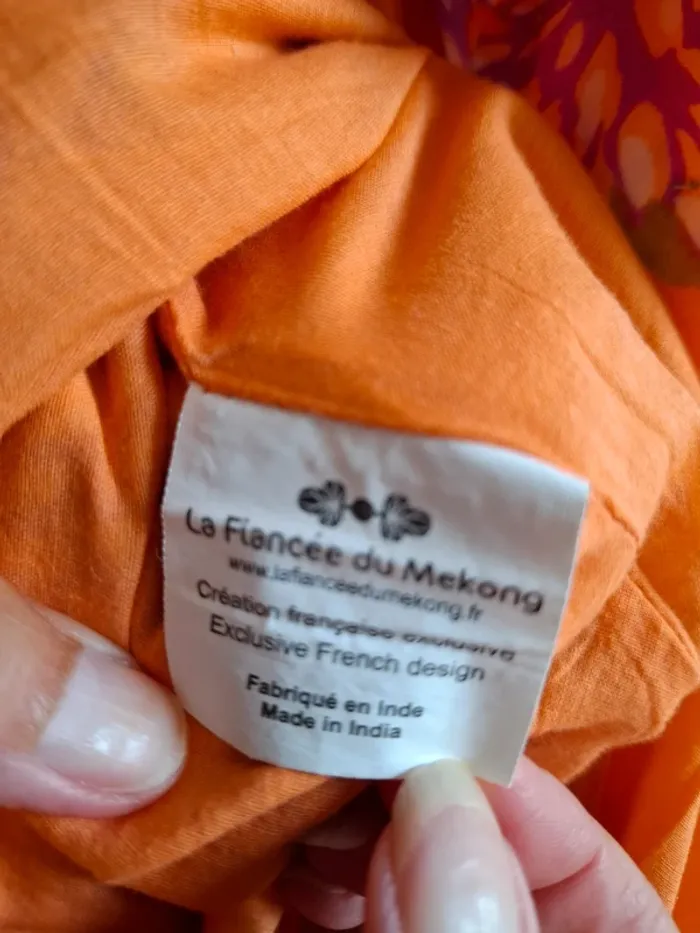 La Fiancée du Mekong
www.lafianceedumekong.fr
Création française exclusive
Exclusive French design
Fabriqué en Inde
Made in India